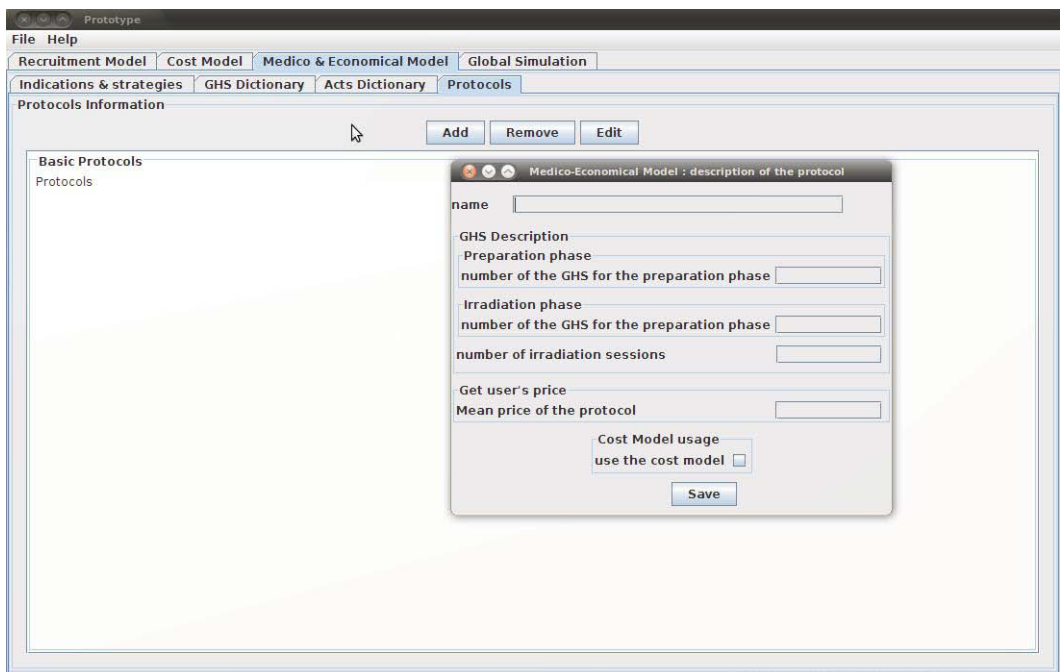 Prototype
File Help
Recruitment Model Cost Model Medico & Economical Model Global Simulation
Indications & strategies GHS Dictionary Acts Dictionary Protocols
Protocols Information
Add Remove Edit
Basic Protocols
Protocols
Medico-Economical Model : description of the protocol
name
GHS Description
Preparation phase
number of the GHS for the preparation phase
Irradiation phase
number of the GHS for the preparation phase
number of irradiation sessions
Get user's price
Mean price of the protocol
Cost Model usage
use the cost model
Save